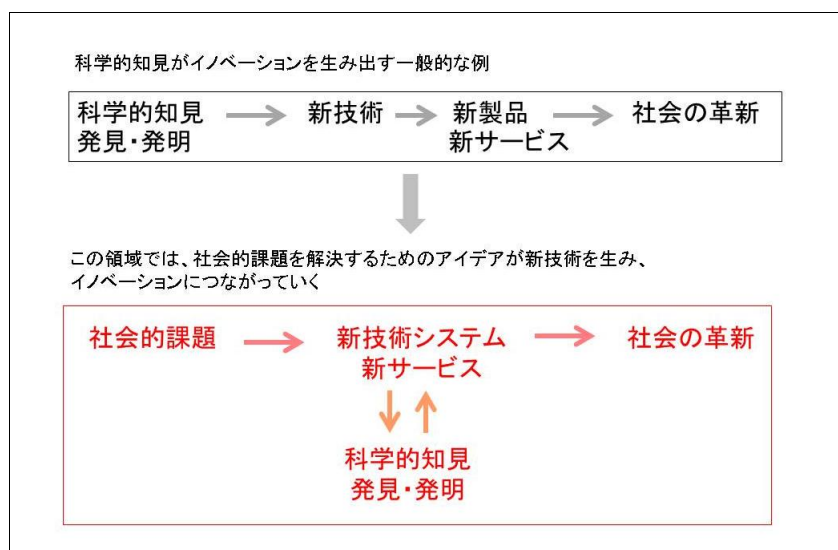 科学的知見がイノベーションを生み出す一般的な例
科学的知見 新技術 新製品 社会の革新
発見・発明 新サービス
この領域では、社会的課題を解決するためのアイデアが新技術を生み、
イノベーションにつながっていく
社会的課題 新技術システム 社会の革新
新サービス
科学的知見
発見・発明